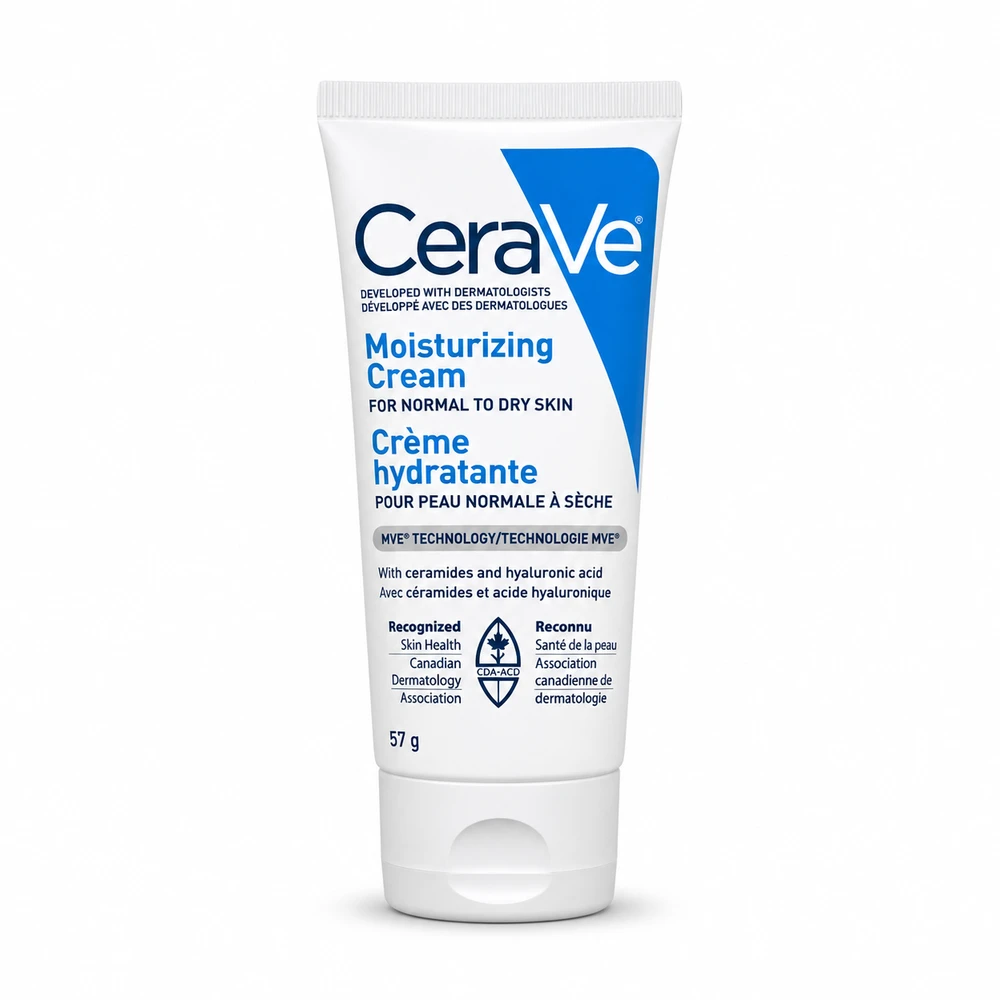 CeraVe®
DEVELOPED WITH DERMATOLOGISTS
DÉVELOPPÉ AVEC DES DERMATOLOGUES
Moisturizing
Cream
FOR NORMAL TO DRY SKIN
Crème
hydratante
POUR PEAU NORMALE À SÈCHE
MVE® TECHNOLOGY/TECHNOLOGIE MVE®
With ceramides and hyaluronic acid
Avec céramides et acide hyaluronique
Recognized
Skin Health
Canadian
Dermatology
Association
CDA-ACD
Reconnu
Santé de la peau
Association
canadienne de
dermatologie
57 g